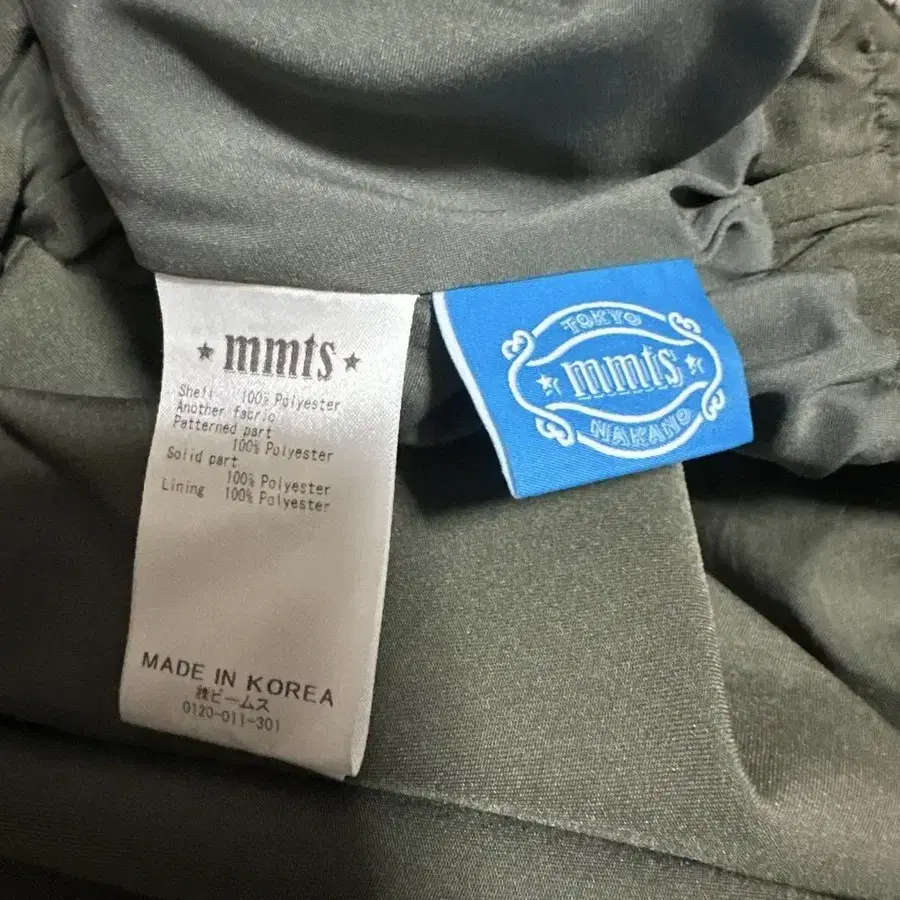 ★ mmts ★
Shell 100% Polyester
Another fabric
Patterned part
100% Polyester
Solid part
100% Polyester
Lining 100% Polyester
MADE IN KOREA
㈱ビームス
0120-011-301
TOKYO
★ mmts ★
NAKANO